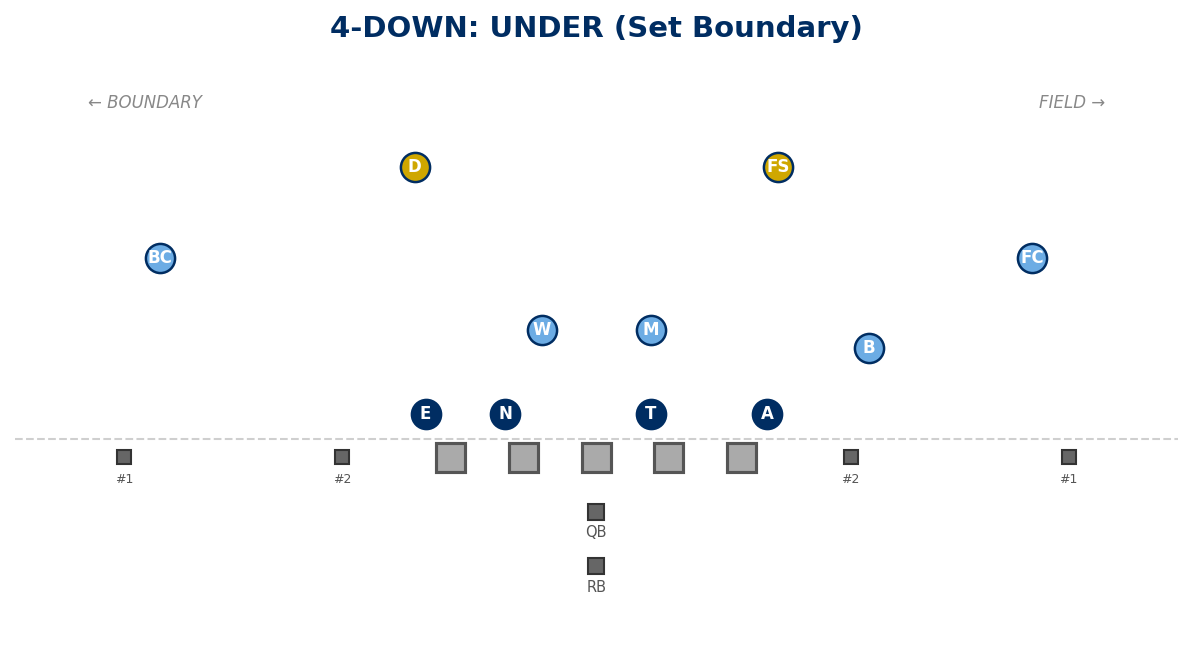 4-DOWN: UNDER (Set Boundary)
← BOUNDARY
FIELD →
D
FS
BC
FC
W
M
B
E
N
T
A
#1
#2
#2
#1
QB
RB